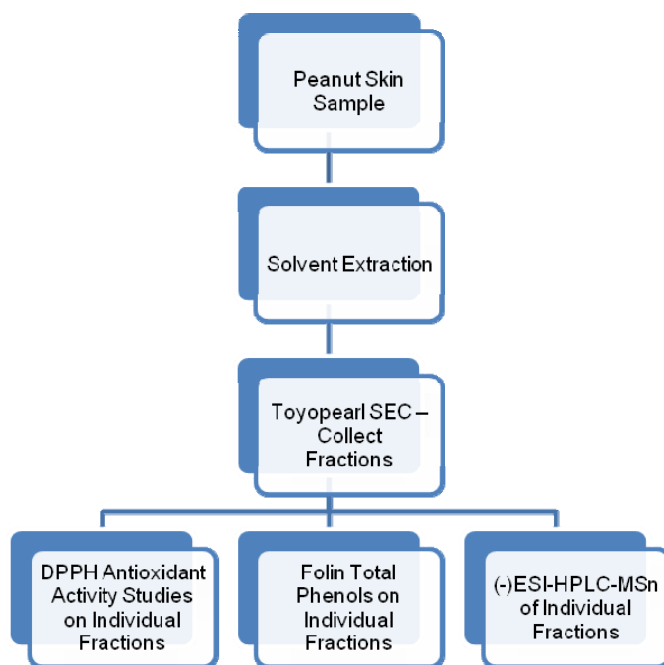 Peanut Skin
Sample
Solvent Extraction
Toyopearl SEC –
Collect
Fractions
DPPH Antioxidant
Activity Studies
on Individual
Fractions
Folin Total
Phenols on
Individual
Fractions
(-)ESI-HPLC-MSn
of Individual
Fractions